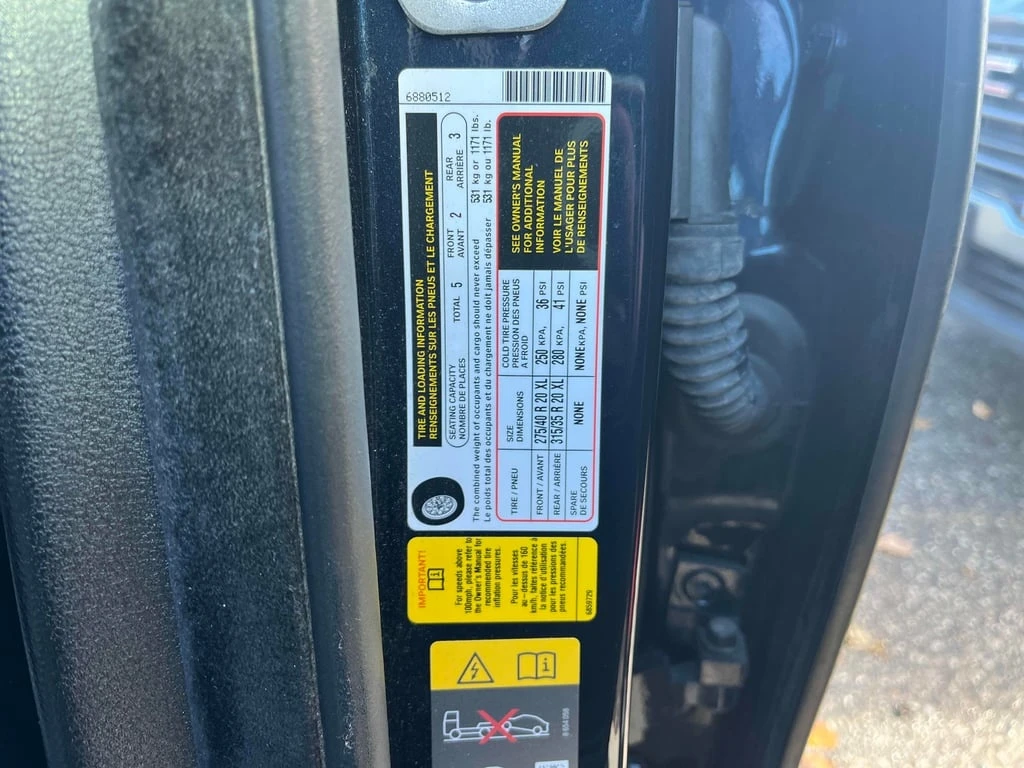 6880512
TIRE AND LOADING INFORMATION
RENSEIGNEMENTS SUR LES PNEUS ET LE CHARGEMENT
SEATING CAPACITY
NOMBRE DE PLACES
TOTAL 5
FRONT
AVANT 2
REAR
ARRIÈRE 3
The combined weight of occupants and cargo should never exceed 531 kg or 1171 lbs.
Le poids total des occupants et du chargement ne doit jamais dépasser 531 kg ou 1171 lb.
TIRE / PNEU SIZE
DIMENSIONS COLD TIRE PRESSURE
PRESSION DES PNEUS
A FROID
FRONT / AVANT 275/40 R 20 XL 250 KPA, 36 PSI
REAR / ARRIÈRE 315/35 R 20 XL 280 KPA, 41 PSI
SPARE
DE SECOURS NONE NONE KPA, NONE PSI
SEE OWNER'S MANUAL
FOR ADDITIONAL
INFORMATION
VOIR LE MANUEL DE
L'USAGER POUR PLUS
DE RENSEIGNEMENTS
IMPORTANT!
i
For speeds above
100mph, please refer to
the Owner's Manual for
recommended tire
inflation pressures.
Pour les vitesses
au-dessus de 160
km/h, faites référence à
la notice d'utilisation
pour les pressions des
pneus recommandées.
6859729
i